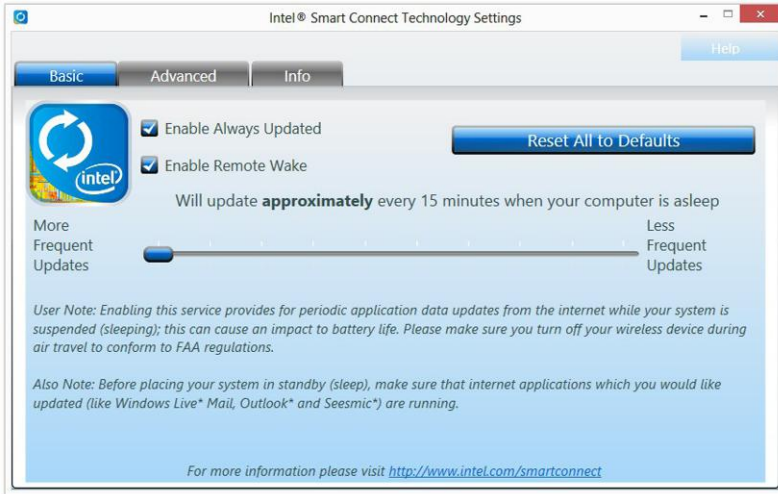 Intel® Smart Connect Technology Settings
Help
Basic Advanced Info
Enable Always Updated
Reset All to Defaults
Enable Remote Wake
intel
Will update approximately every 15 minutes when your computer is asleep
More
Frequent
Updates
Less
Frequent
Updates
User Note: Enabling this service provides for periodic application data updates from the internet while your system is
suspended (sleeping); this can cause an impact to battery life. Please make sure you turn off your wireless device during
air travel to conform to FAA regulations.
Also Note: Before placing your system in standby (sleep), make sure that internet applications which you would like
updated (like Windows Live* Mail, Outlook* and Seesmic*) are running.
For more information please visit http://www.intel.com/smartconnect